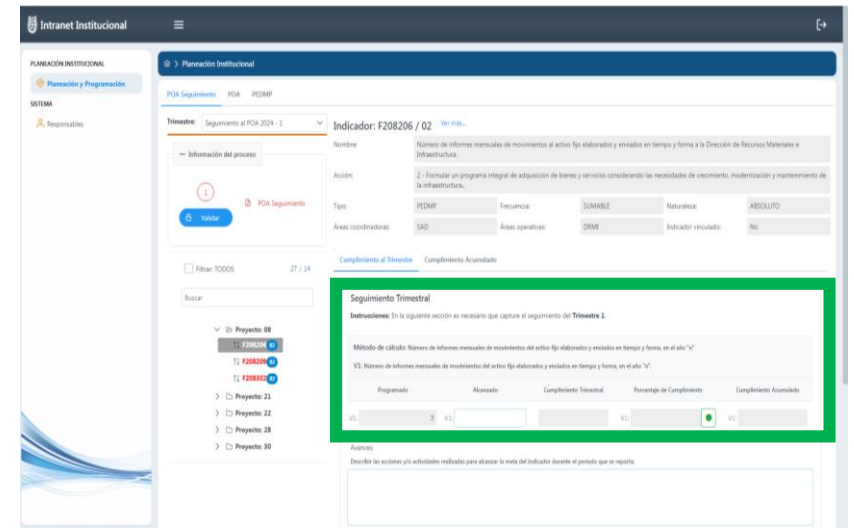 Intranet Institucional
PLANEACIÓN INSTITUCIONAL
Planeación y Programación
SISTEMA
Responsables
> Planeación Institucional
POA Seguimiento POA PEDMP
Trimestre: Seguimiento al POA 2024 - 1
Información del proceso
1
POA Seguimiento
Validar
Filtrar: TODOS 27 / 14
Buscar
Proyecto: 08
F208206 02
F208209 02
F208302 02
Proyecto: 21
Proyecto: 22
Proyecto: 28
Proyecto: 30
Indicador: F208206 / 02 Ver más...
Nombre: Número de informes mensuales de movimientos al activo fijo elaborados y enviados en tiempo y forma a la Dirección de Recursos Materiales e
Infraestructura.
Acción: 2 - Formular un programa integral de adquisición de bienes y servicios considerando las necesidades de crecimiento, modernización y mantenimiento de
la infraestructura.
Tipo: PEDMP Frecuencia: SUMABLE Naturaleza: ABSOLUTO
Áreas coordinadoras: SAD Áreas operativas: DRMI Indicador vinculado: No
Cumplimiento al Trimestre Cumplimiento Acumulado
Seguimiento Trimestral
Instrucciones: En la siguiente sección es necesario que capture el seguimiento del Trimestre 1.
Método de cálculo: Número de informes mensuales de movimientos del activo fijo elaborados y enviados en tiempo y forma, en el año "n"
V1: Número de informes mensuales de movimientos del activo fijo elaborados y enviados en tiempo y forma, en el año "n".
Programado Alcanzado Cumplimiento Trimestral Porcentaje de Cumplimiento Cumplimiento Acumulado
V1: 3 V1: V1: V1:
Avances:
Describir las acciones y/o actividades realizadas para alcanzar la meta del indicador durante el periodo que se reporta.